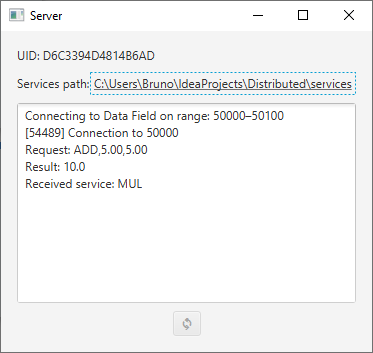 Server
UID: D6C3394D4814B6AD
Services path: C:\Users\Bruno\IdeaProjects\Distributed\services
Connecting to Data Field on range: 50000–50100
[54489] Connection to 50000
Request: ADD,5.00,5.00
Result: 10.0
Received service: MUL